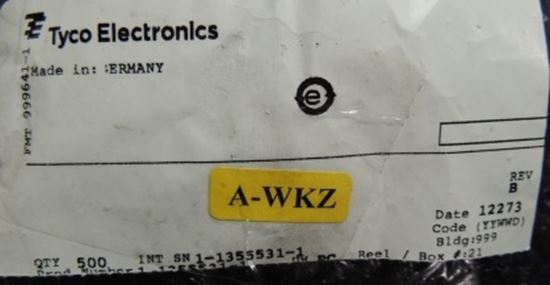 Tyco Electronics
FMT 999641-1
Made in: ERMANY
e
REV
B
A-WKZ
Date 12273
Code (YYWWD)
Bldg:999
QTY 500 INT SN 1-1355531-1
Reel / Box #:21